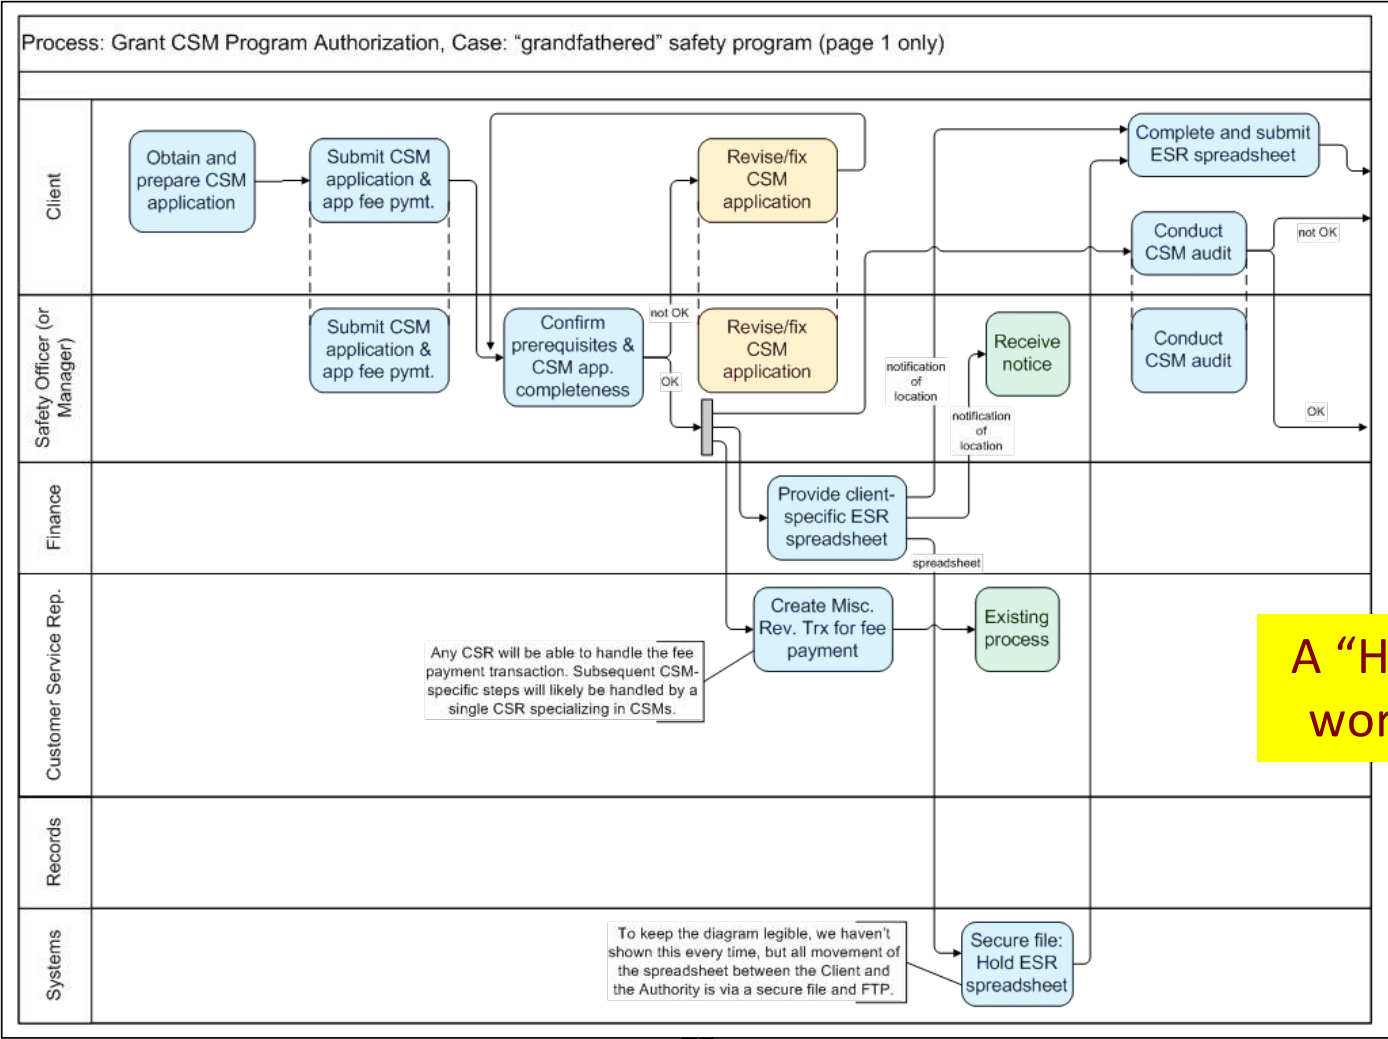 Process: Grant CSM Program Authorization, Case: “grandfathered” safety program (page 1 only)
Client
Obtain and
prepare CSM
application
Submit CSM
application &
app fee pymt.
Revise/fix
CSM
application
Complete and submit
ESR spreadsheet
Conduct
CSM audit
not OK
Safety Officer (or
Manager)
Submit CSM
application &
app fee pymt.
Confirm
prerequisites &
CSM app.
completeness
not OK
OK
Revise/fix
CSM
application
notification
of
location
Receive
notice
notification
of
location
Conduct
CSM audit
OK
Finance
Provide client-
specific ESR
spreadsheet
spreadsheet
Customer Service Rep.
Create Misc.
Rev. Trx for fee
payment
Existing
process
Any CSR will be able to handle the fee
payment transaction. Subsequent CSM-
specific steps will likely be handled by a
single CSR specializing in CSMs.
A “H
wor
Records
Systems
To keep the diagram legible, we haven’t
shown this every time, but all movement of
the spreadsheet between the Client and
the Authority is via a secure file and FTP.
Secure file:
Hold ESR
spreadsheet